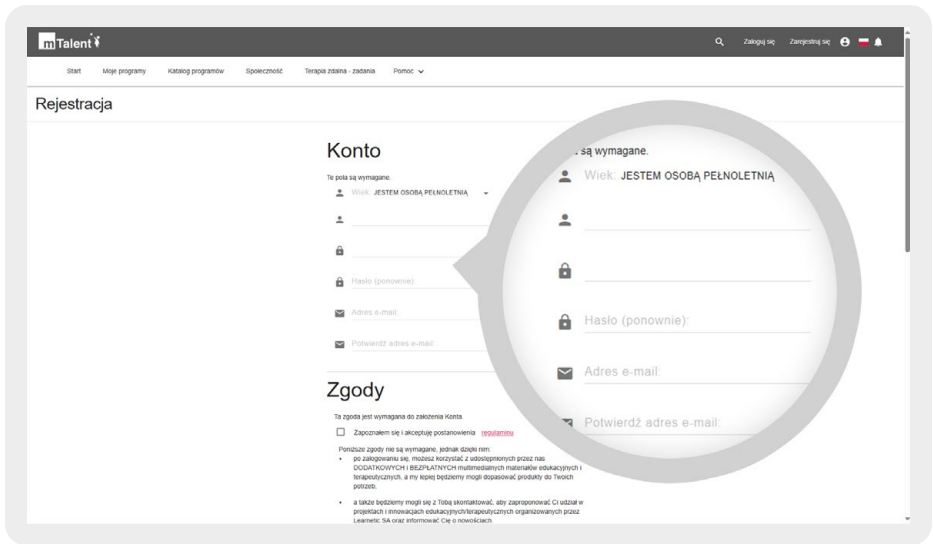 mTalent
Zaloguj się
Zarejestruj się
Start
Moje programy
Katalog programów
Społeczność
Terapia zdalna - zadania
Pomoc
Rejestracja
Konto
Te pola są wymagane.
Wiek: JESTEM OSOBĄ PEŁNOLETNIĄ
Hasło (ponownie):
Adres e-mail:
Potwierdź adres e-mail:
są wymagane.
Wiek: JESTEM OSOBĄ PEŁNOLETNIĄ
Hasło (ponownie):
Adres e-mail:
Potwierdź adres e-mail:
Zgody
Ta zgoda jest wymagana do założenia Konta.
Zapoznałem się i akceptuję postanowienia regulaminu
Poniższe zgody nie są wymagane, jednak dzięki nim:
• po zalogowaniu się, możesz korzystać z udostępnionych przez nas
DODATKOWYCH i BEZPŁATNYCH multimedialnych materiałów edukacyjnych i
terapeutycznych, a my lepiej będziemy mogli dopasować produkty do Twoich
potrzeb,
• a także będziemy mogli się z Tobą skontaktować, aby zaproponować Ci udział w
projektach i innowacjach edukacyjnych/terapeutycznych organizowanych przez
Learnetic SA oraz informować Cię o nowościach